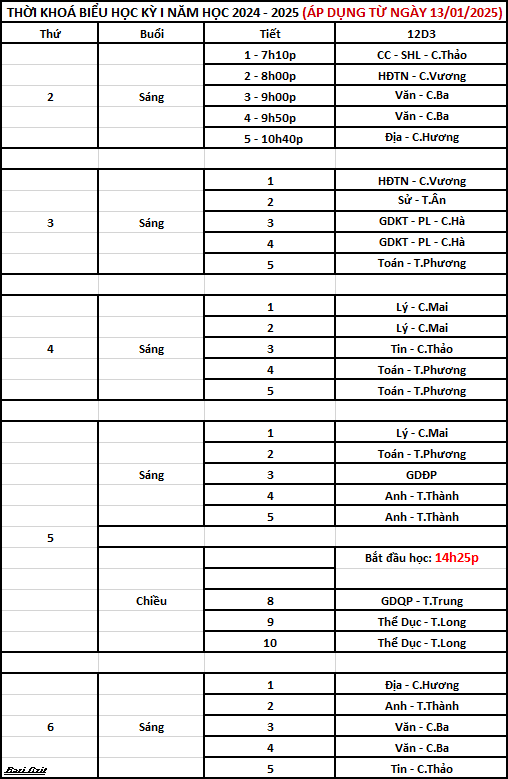 THỜI KHOÁ BIỂU HỌC KỲ I NĂM HỌC 2024 - 2025 (ÁP DỤNG TỪ NGÀY 13/01/2025)
Thứ Buổi Tiết 12D3
1 - 7h10p CC - SHL - C.Thảo
2 - 8h00p HĐTN - C.Vương
2 Sáng 3 - 9h00p Văn - C.Ba
4 - 9h50p Văn - C.Ba
5 - 10h40p Địa - C.Hương
1 HĐTN - C.Vương
2 Sử - T.Ân
3 Sáng 3 GDKT - PL - C.Hà
4 GDKT - PL - C.Hà
5 Toán - T.Phương
1 Lý - C.Mai
2 Lý - C.Mai
4 Sáng 3 Tin - C.Thảo
4 Toán - T.Phương
5 Toán - T.Phương
1 Lý - C.Mai
2 Toán - T.Phương
Sáng 3 GDĐP
4 Anh - T.Thành
5 Anh - T.Thành
5
Bắt đầu học: 14h25p
Chiều 8 GDQP - T.Trung
9 Thể Dục - T.Long
10 Thể Dục - T.Long
1 Địa - C.Hương
2 Anh - T.Thành
6 Sáng 3 Văn - C.Ba
4 Văn - C.Ba
5 Tin - C.Thảo